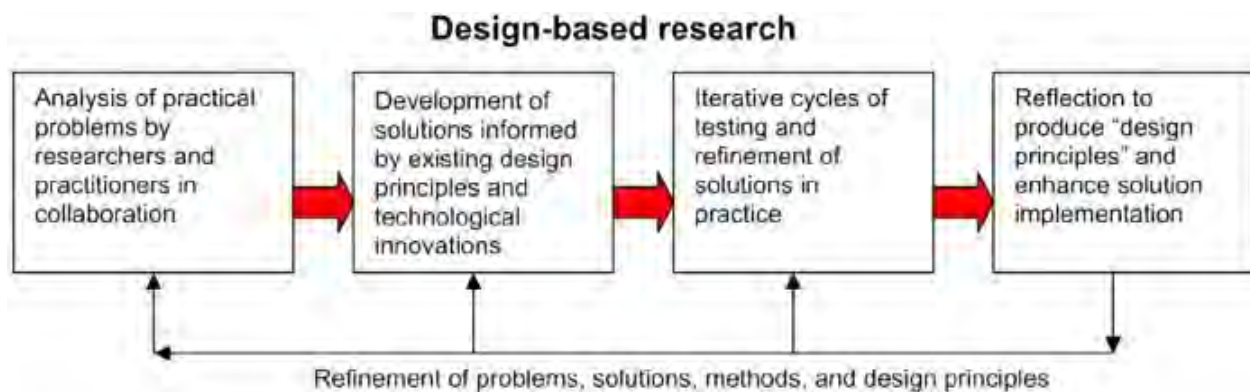 Design-based research
Analysis of practical
problems by
researchers and
practitioners in
collaboration
Development of
solutions informed
by existing design
principles and
technological
innovations
Iterative cycles of
testing and
refinement of
solutions in
practice
Reflection to
produce “design
principles” and
enhance solution
implementation
Refinement of problems, solutions, methods, and design principles